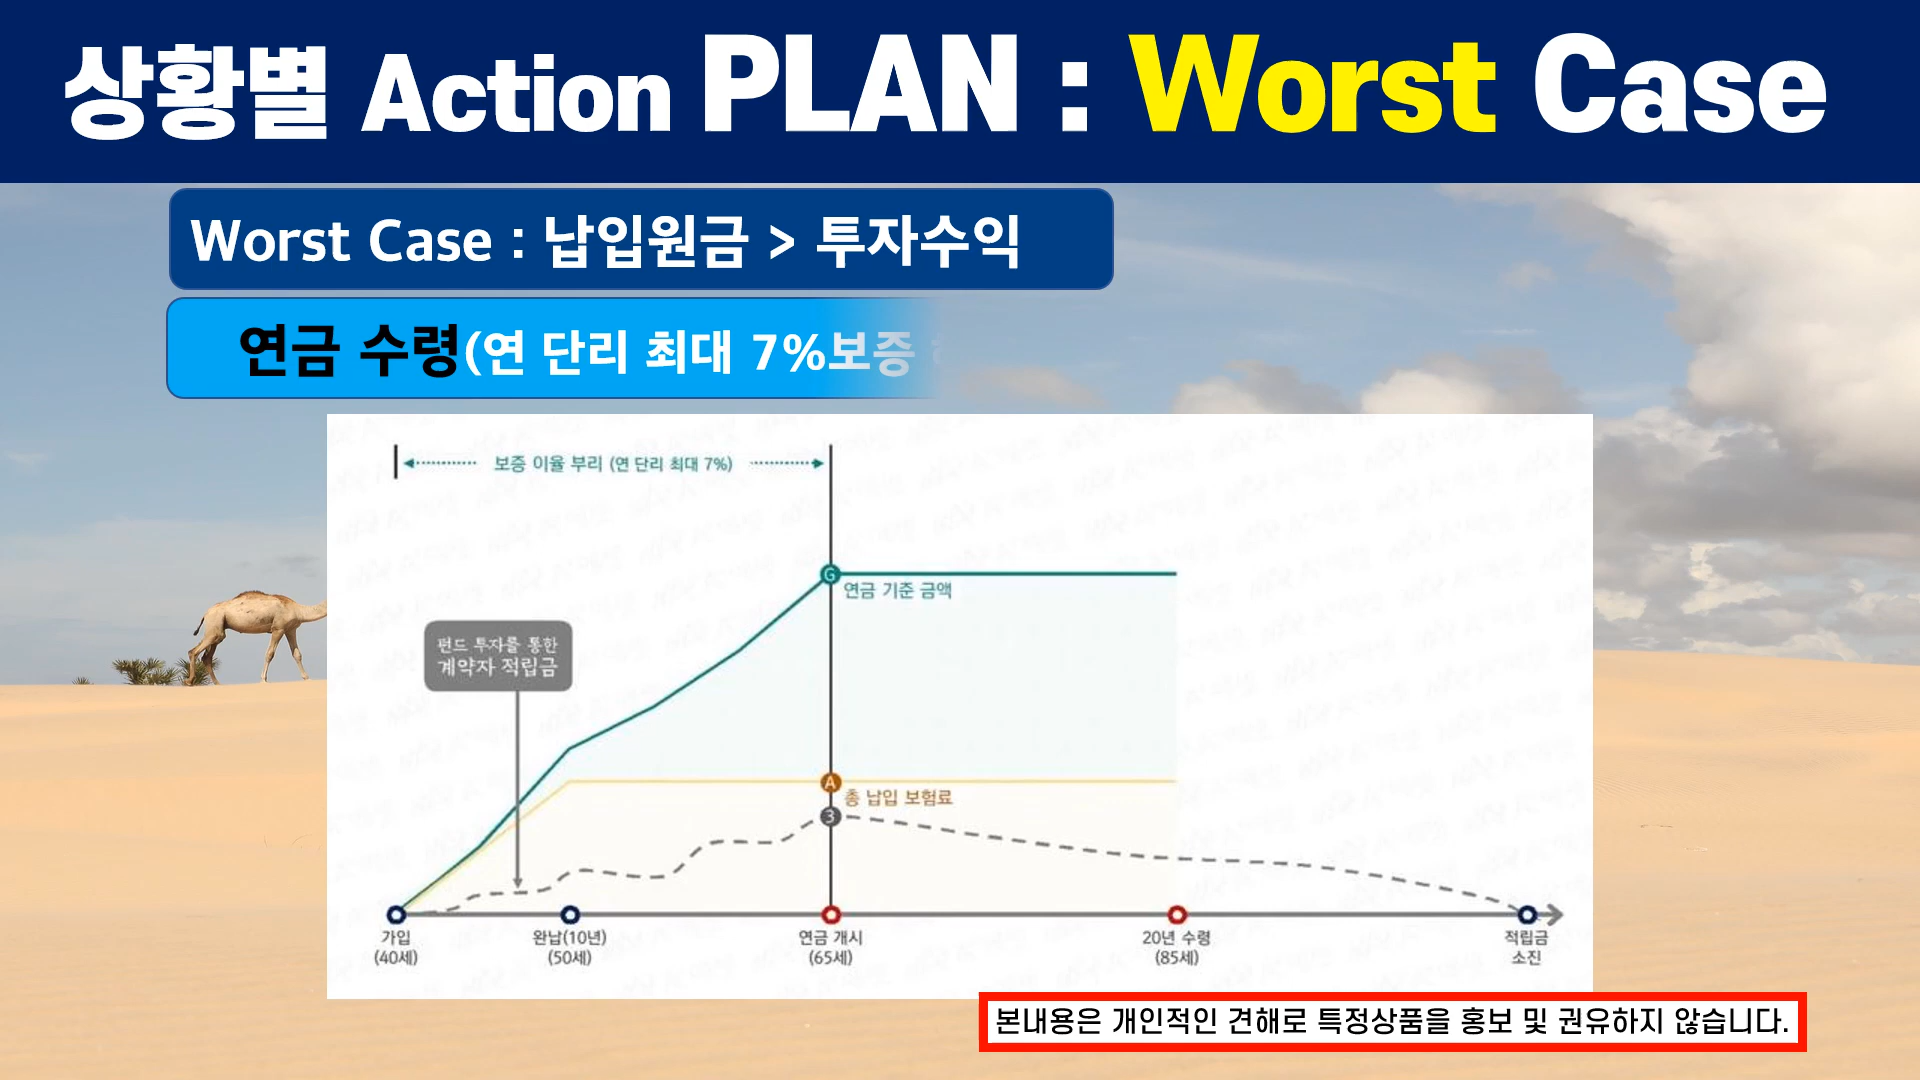 상황별 Action PLAN : Worst Case
Worst Case : 납입원금 > 투자수익
연금 수령(연 단리 최대 7%보증
보증 이율 부리 (연 단리 최대 7%)
G
연금 기준 금액
펀드 투자를 통한
계약자 적립금
A
총 납입 보험료
3
가입
(40세)
완납(10년)
(50세)
연금 개시
(65세)
20년 수령
(85세)
적립금
소진
본내용은 개인적인 견해로 특정상품을 홍보 및 권유하지 않습니다.